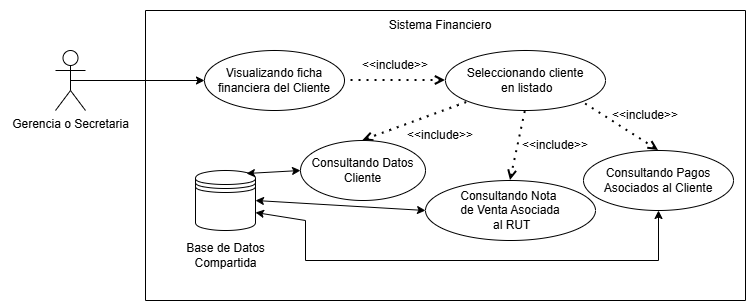 Sistema Financiero
Visualizando ficha
financiera del Cliente
<<include>>
Seleccionando cliente
en listado
Gerencia o Secretaria
<<include>>
<<include>>
<<include>>
Consultando Datos
Cliente
Consultando Nota
de Venta Asociada
al RUT
Consultando Pagos
Asociados al Cliente
Base de Datos
Compartida